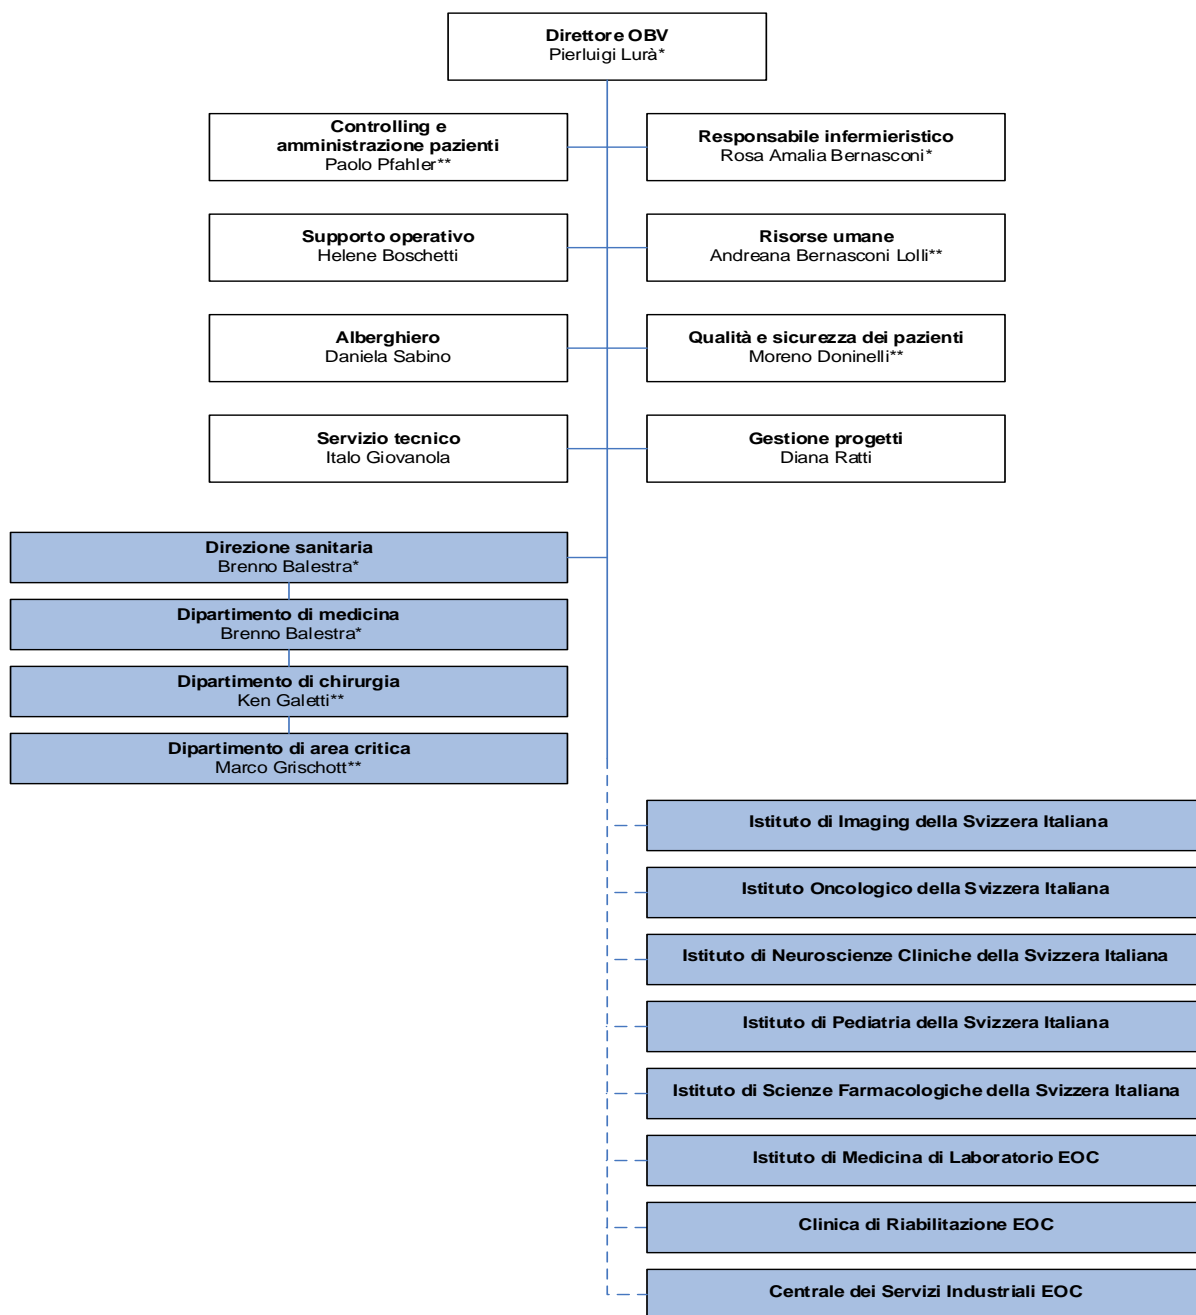 Direttore OBV
Pierluigi Lurà*
Controlling e
amministrazione pazienti
Paolo Pfahler**
Responsabile infermieristico
Rosa Amalia Bernasconi*
Supporto operativo
Helene Boschetti
Risorse umane
Andreana Bernasconi Lolli**
Alberghiero
Daniela Sabino
Qualità e sicurezza dei pazienti
Moreno Doninelli**
Servizio tecnico
Italo Giovanola
Gestione progetti
Diana Ratti
Direzione sanitaria
Brenno Balestra*
Dipartimento di medicina
Brenno Balestra*
Dipartimento di chirurgia
Ken Galetti**
Dipartimento di area critica
Marco Grischott**
Istituto di Imaging della Svizzera Italiana
Istituto Oncologico della Svizzera Italiana
Istituto di Neuroscienze Cliniche della Svizzera Italiana
Istituto di Pediatria della Svizzera Italiana
Istituto di Scienze Farmacologiche della Svizzera Italiana
Istituto di Medicina di Laboratorio EOC
Clinica di Riabilitazione EOC
Centrale dei Servizi Industriali EOC